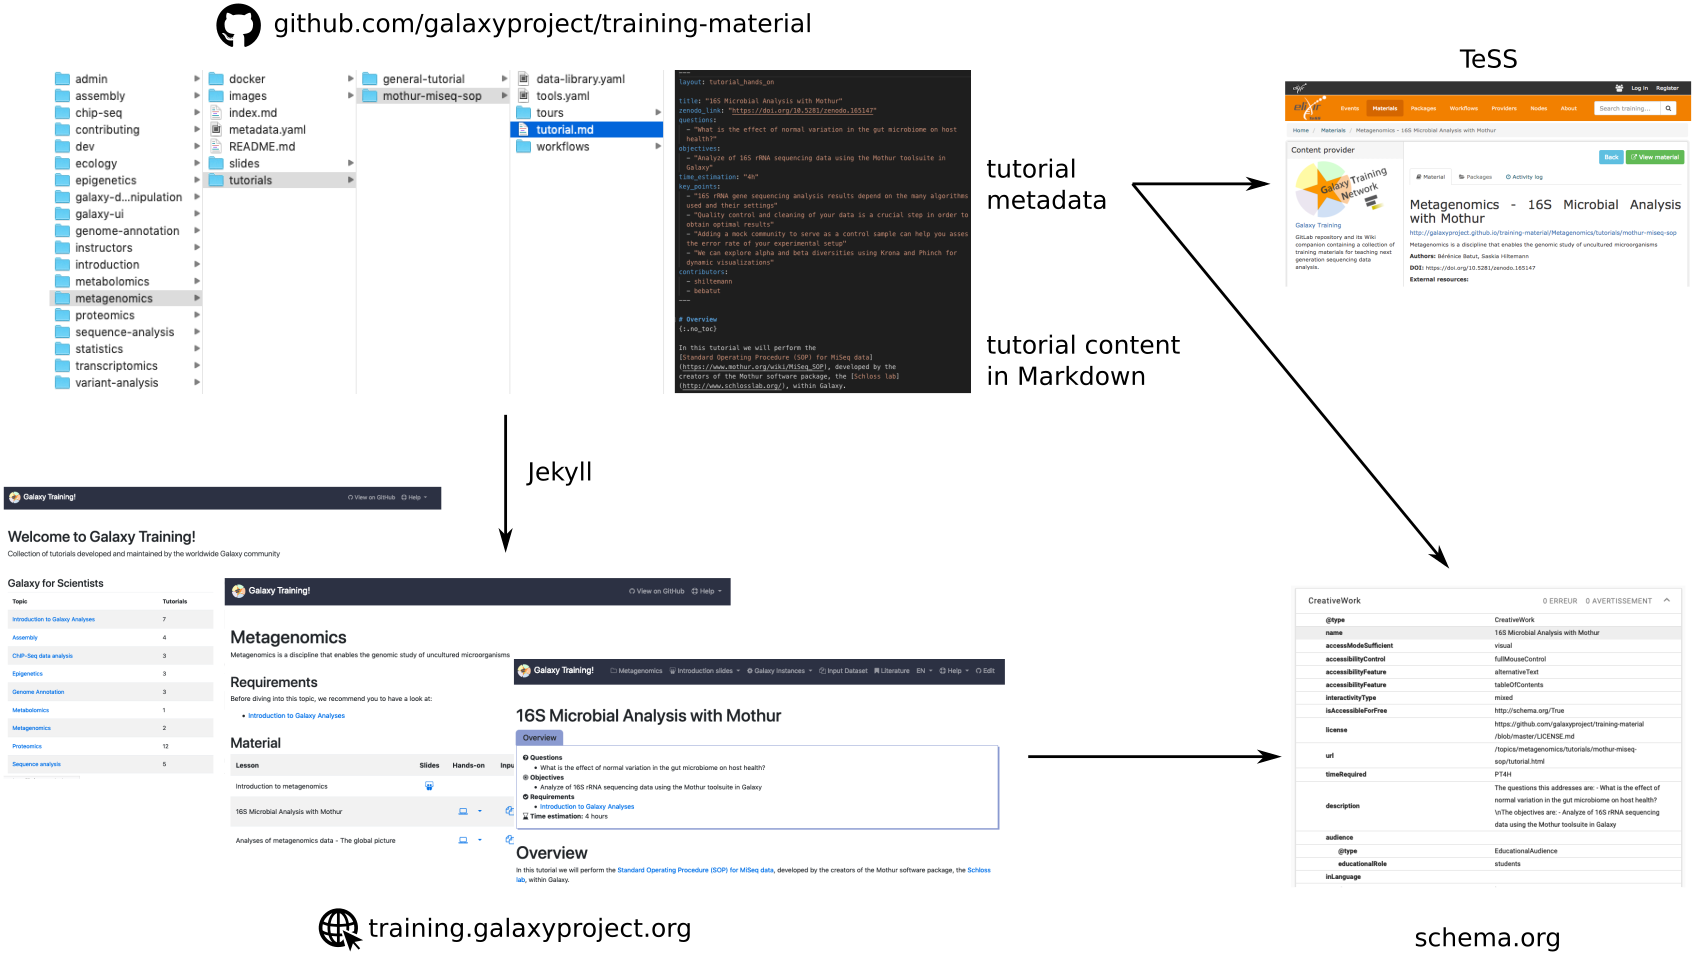 github.com/galaxyproject/training-material
admin
assembly
chip-seq
contributing
dev
ecology
epigenetics
galaxy-d...nipulation
galaxy-ui
genome-annotation
instructors
introduction
metabolomics
metagenomics
proteomics
sequence-analysis
statistics
transcriptomics
variant-analysis
docker
images
index.md
metadata.yaml
README.md
slides
tutorials
general-tutorial
mothur-miseq-sop
data-library.yaml
tools.yaml
tours
tutorial.md
workflows
---
layout: tutorial_hands_on
title: "16S Microbial Analysis with Mothur"
zenodo_link: "https://doi.org/10.5281/zenodo.165147"
questions:
- "What is the effect of normal variation in the gut microbiome on host
health?"
objectives:
- "Analyze of 16S rRNA sequencing data using the Mothur toolsuite in
Galaxy"
time_estimation: "4h"
key_points:
- "16S rRNA gene sequencing analysis results depend on the many algorithms
used and their settings"
- "Quality control and cleaning of your data is a crucial step in order to
obtain optimal results"
- "Adding a mock community to serve as a control sample can help you asses
the error rate of your experimental setup"
- "We can explore alpha and beta diversities using Krona and Phinch for
dynamic visualizations"
contributors:
- shiltemann
- bebatut
---
# Overview
{:.no_toc}
In this tutorial we will perform the
[Standard Operating Procedure (SOP) for MiSeq data]
(https://www.mothur.org/wiki/MiSeq_SOP), developed by the
creators of the Mothur software package, the [Schloss lab]
(http://www.schlosslab.org/), within Galaxy.
tutorial
metadata
tutorial content
in Markdown
TeSS
elixir
Log In Register
elixir
Events Materials Packages Workflows Providers Nodes About Search training...
Home / Materials / Metagenomics - 16S Microbial Analysis with Mothur
Content provider
Galaxy Training
Network
Galaxy Training
GitLab repository and its Wiki
companion containing a collection of
training materials for teaching next
generation sequencing data
analysis.
Back View material
Material Packages Activity log
Metagenomics - 16S Microbial Analysis
with Mothur
http://galaxyproject.github.io/training-material/Metagenomics/tutorials/mothur-miseq-sop
Metagenomics is a discipline that enables the genomic study of uncultured microorganisms
Authors: Bérénice Batut, Saskia Hiltemann
DOI: https://doi.org/10.5281/zenodo.165147
External resources:
Jekyll
Galaxy Training! View on GitHub Help
Welcome to Galaxy Training!
Collection of tutorials developed and maintained by the worldwide Galaxy community
Galaxy for Scientists
Topic Tutorials
Introduction to Galaxy Analyses 7
Assembly 4
ChIP-Seq data analysis 3
Epigenetics 3
Genome Annotation 3
Metabolomics 1
Metagenomics 2
Proteomics 12
Sequence analysis 5
Galaxy Training! View on GitHub Help
Metagenomics
Metagenomics is a discipline that enables the genomic study of uncultured microorganisms
Requirements
Before diving into this topic, we recommend you to have a look at:
Introduction to Galaxy Analyses
Material
Lesson Slides Hands-on Inpu
Introduction to metagenomics
16S Microbial Analysis with Mothur
Analyses of metagenomics data - The global picture
Galaxy Training! Metagenomics Introduction slides Galaxy Instances Input Dataset Literature EN Help Edit
16S Microbial Analysis with Mothur
Overview
Questions
What is the effect of normal variation in the gut microbiome on host health?
Objectives
Analyze of 16S rRNA sequencing data using the Mothur toolsuite in Galaxy
Requirements
Introduction to Galaxy Analyses
Time estimation: 4 hours
Overview
In this tutorial we will perform the Standard Operating Procedure (SOP) for MiSeq data, developed by the creators of the Mothur software package, the Schloss
lab, within Galaxy.
training.galaxyproject.org
CreativeWork 0 ERREUR 0 AVERTISSEMENT
@type CreativeWork
name 16S Microbial Analysis with Mothur
accessModeSufficient visual
accessibilityControl fullMouseControl
accessibilityFeature alternativeText
accessibilityFeature tableOfContents
interactivityType mixed
isAccessibleForFree http://schema.org/True
license https://github.com/galaxyproject/training-material
/blob/master/LICENSE.md
url /topics/metagenomics/tutorials/mothur-miseq-
sop/tutorial.html
timeRequired PT4H
description The questions this addresses are: - What is the effect of
normal variation in the gut microbiome on host health?
\nThe objectives are: - Analyze of 16S rRNA sequencing
data using the Mothur toolsuite in Galaxy
audience
@type EducationalAudience
educationalRole students
inLanguage
schema.org